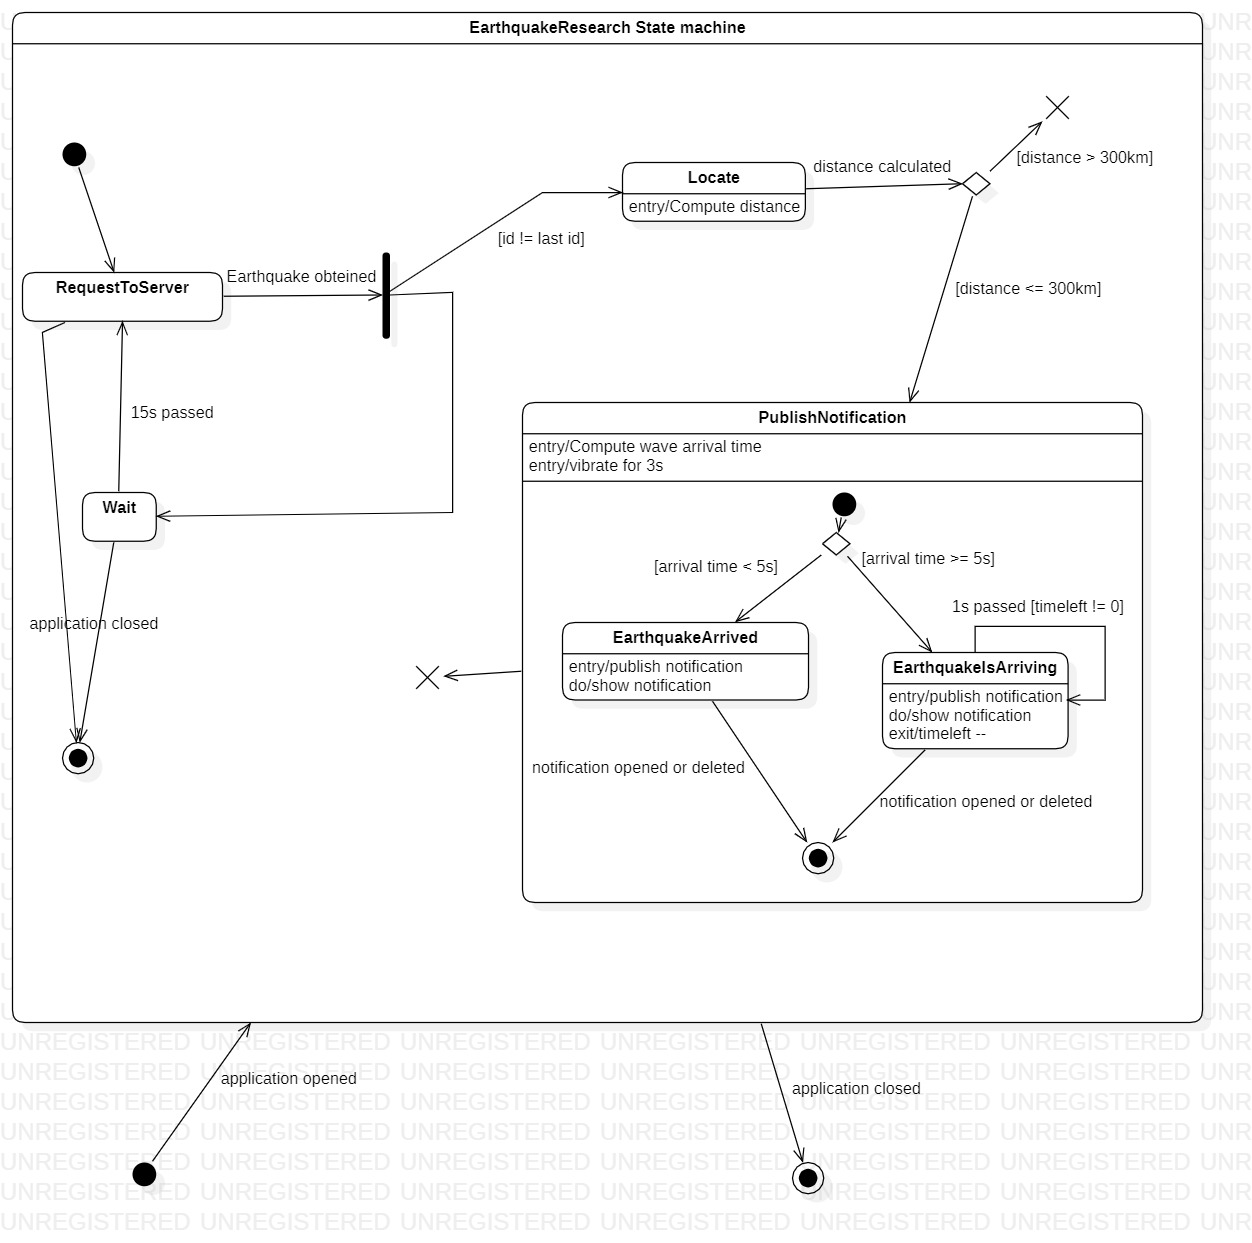 EarthquakeResearch State machine
[distance > 300km]
distance calculated
Locate
entry/Compute distance
[id != last id]
Earthquake obteined
RequestToServer
[distance <= 300km]
15s passed
PublishNotification
entry/Compute wave arrival time
entry/vibrate for 3s
Wait
[arrival time < 5s]
[arrival time >= 5s]
1s passed [timeleft != 0]
application closed
EarthquakeArrived
entry/publish notification
do/show notification
EarthquakeIsArriving
entry/publish notification
do/show notification
exit/timeleft --
notification opened or deleted
notification opened or deleted
UNREGISTERED UNREGISTERED UNREGISTERED UNREGISTERED UNREGISTERED UNREGISTERED UNR
application opened
application closed